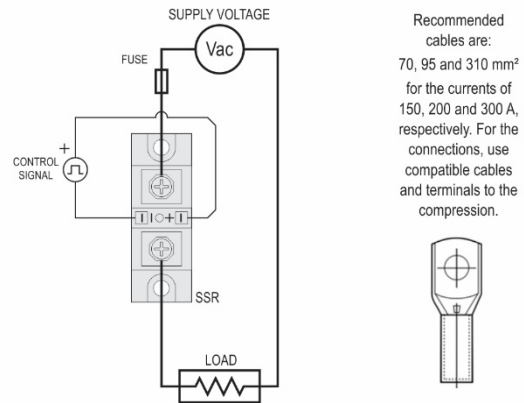 SUPPLY VOLTAGE
Vac
FUSE
+
CONTROL
SIGNAL
+
SSR
LOAD
Recommended
cables are:
70, 95 and 310 mm²
for the currents of
150, 200 and 300 A,
respectively. For the
connections, use
compatible cables
and terminals to the
compression.